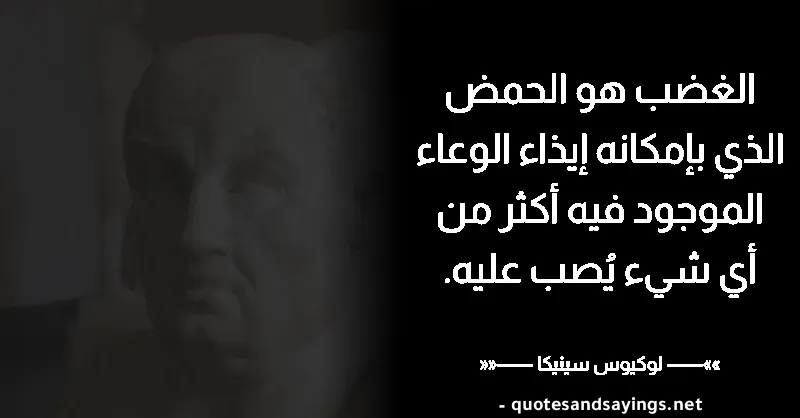 الغضب هو الحمض
الذي بإمكانه إيذاء الوعاء
الموجود فيه أكثر من
أي شيء يُصب عليه.
»»—— لوكيوس سينيكا ——««
- quotesandsayings.net